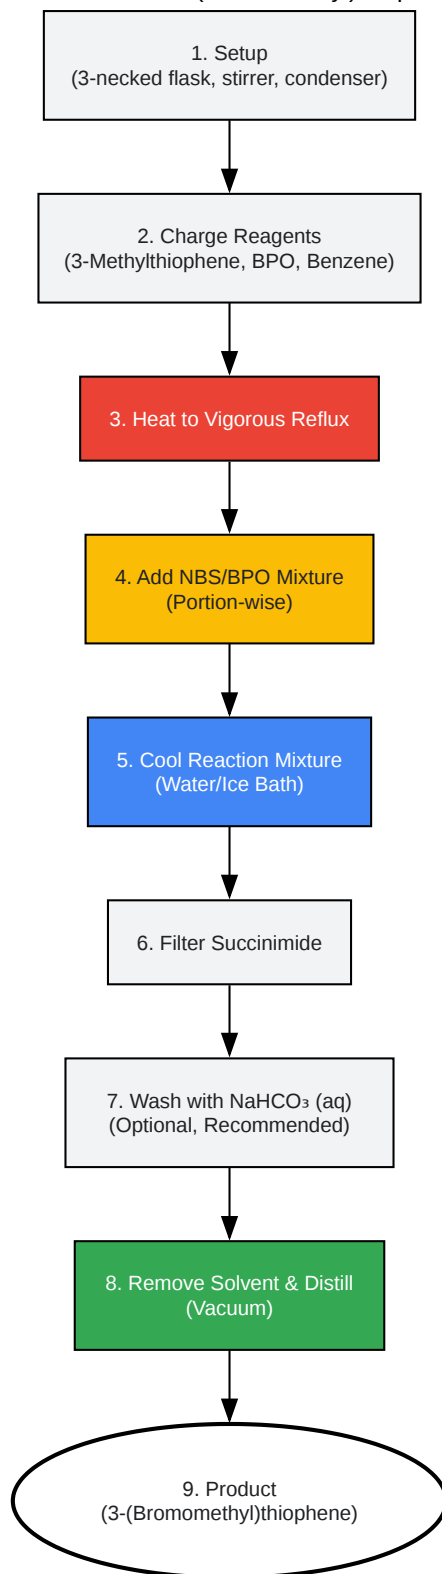 1. Setup
(3-necked flask, stirrer, condenser)
2. Charge Reagents
(3-Methylthiophene, BPO, Benzene)
3. Heat to Vigorous Reflux
4. Add NBS/BPO Mixture
(Portion-wise)
5. Cool Reaction Mixture
(Water/Ice Bath)
6. Filter Succinimide
7. Wash with NaHCO₃ (aq)
(Optional, Recommended)
8. Remove Solvent & Distill
(Vacuum)
9. Product
(3-(Bromomethyl)thiophene)